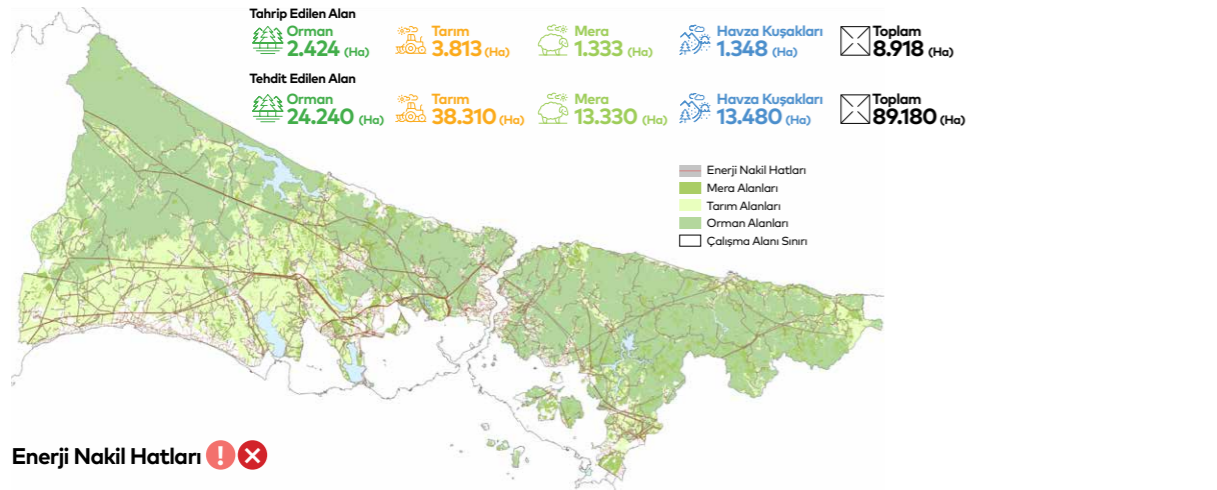 Tahrip Edilen Alan
Orman Tarım Mera Havza Kuşakları Toplam
2.424 (Ha) 3.813 (Ha) 1.333 (Ha) 1.348 (Ha) 8.918 (Ha)
Tehdit Edilen Alan
Orman Tarım Mera Havza Kuşakları Toplam
24.240 (Ha) 38.310 (Ha) 13.330 (Ha) 13.480 (Ha) 89.180 (Ha)
Enerji Nakil Hatları
Mera Alanları
Tarım Alanları
Orman Alanları
Çalışma Alanı Sınırı
Enerji Nakil Hatları